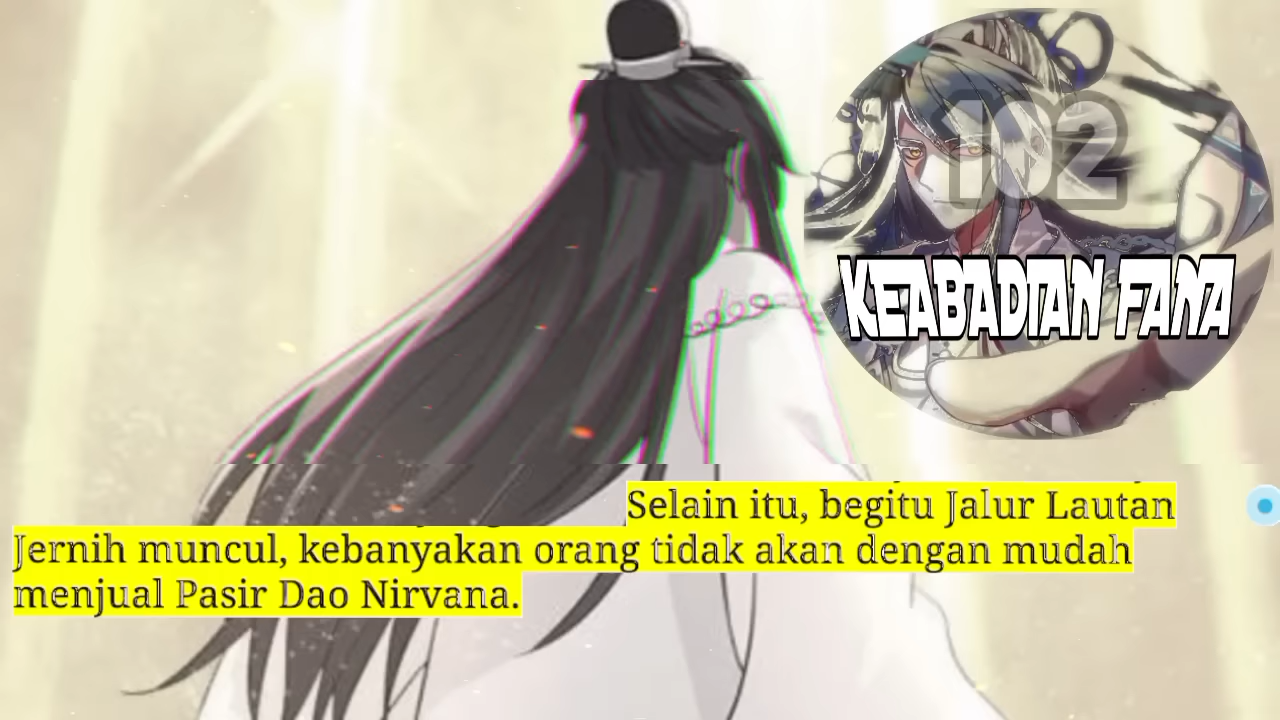 102
KEABADIAN FANA
Selain itu, begitu Jalur Lautan
Jernih muncul, kebanyakan orang tidak akan dengan mudah
menjual Pasir Dao Nirvana.